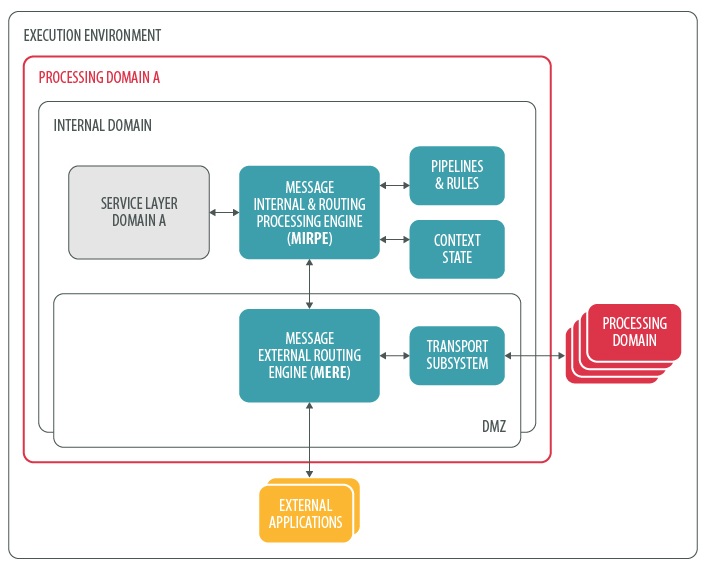 EXECUTION ENVIRONMENT
PROCESSING DOMAIN A
INTERNAL DOMAIN
SERVICE LAYER
DOMAIN A
MESSAGE
INTERNAL & ROUTING
PROCESSING ENGINE
(MIRPE)
PIPELINES
& RULES
CONTEXT
STATE
MESSAGE
EXTERNAL ROUTING
ENGINE (MERE)
TRANSPORT
SUBSYSTEM
PROCESSING
DOMAIN
DMZ
EXTERNAL
APPLICATIONS